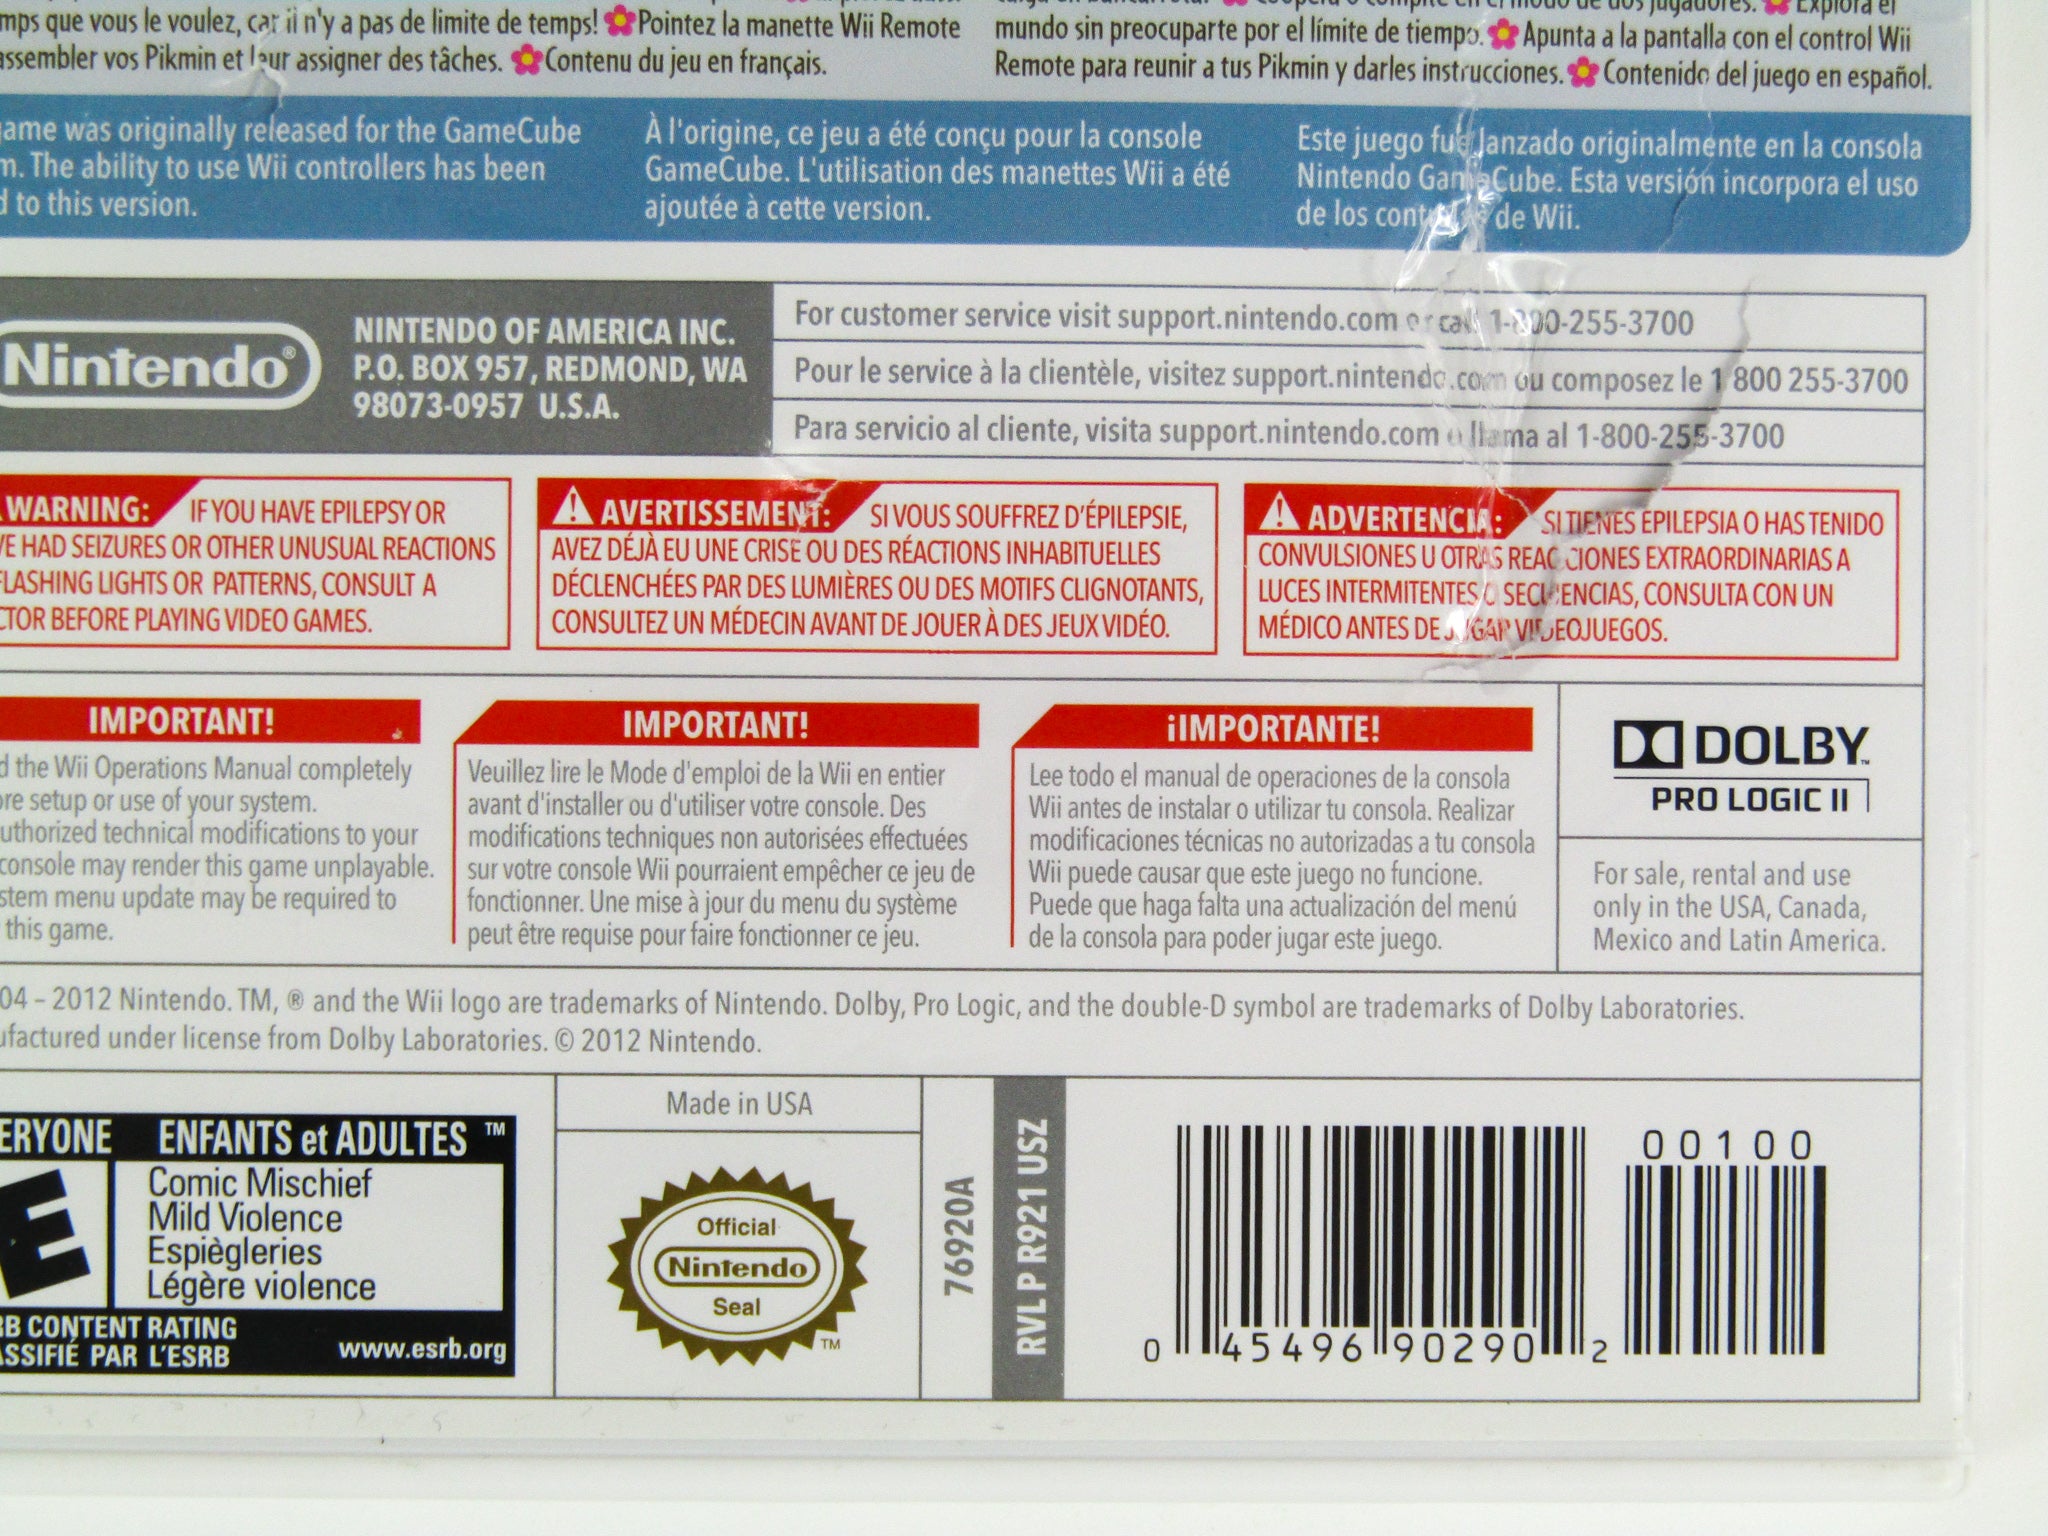 mps que vous le voulez, car il n'y a pas de limite de temps! Pointez la manette Wii Remote
assembler vos Pikmin et leur assigner des tâches. Contenu du jeu en français.
mundo sin preocuparte por el límite de tiempo. Apunta a la pantalla con el control Wii
Remote para reunir a tus Pikmin y darles instrucciones. Contenido del juego en español.
game was originally released for the GameCube
m. The ability to use Wii controllers has been
d to this version.
À l'origine, ce jeu a été conçu pour la console
GameCube. L'utilisation des manettes Wii a été
ajoutée à cette version.
Este juego fue lanzado originalmente en la consola
Nintendo GameCube. Esta versión incorpora el uso
de los controles de Wii.
Nintendo®
NINTENDO OF AMERICA INC.
P.O. BOX 957, REDMOND, WA
98073-0957 U.S.A.
For customer service visit support.nintendo.com or call 1-800-255-3700
Pour le service à la clientèle, visitez support.nintendo.com ou composez le 1 800 255-3700
Para servicio al cliente, visita support.nintendo.com o llama al 1-800-255-3700
WARNING: IF YOU HAVE EPILEPSY OR
VE HAD SEIZURES OR OTHER UNUSUAL REACTIONS
FLASHING LIGHTS OR PATTERNS, CONSULT A
CTOR BEFORE PLAYING VIDEO GAMES.
AVERTISSEMENT: SI VOUS SOUFFREZ D'ÉPILEPSIE,
AVEZ DÉJÀ EU UNE CRISE OU DES RÉACTIONS INHABITUELLES
DÉCLENCHÉES PAR DES LUMIÈRES OU DES MOTIFS CLIGNOTANTS,
CONSULTEZ UN MÉDECIN AVANT DE JOUER À DES JEUX VIDÉO.
ADVERTENCIA: SI TIENES EPILEPSIA O HAS TENIDO
CONVULSIONES U OTRAS REACCIONES EXTRAORDINARIAS A
LUCES INTERMITENTES O SECUENCIAS, CONSULTA CON UN
MÉDICO ANTES DE JUGAR VIDEOJUEGOS.
IMPORTANT!
d the Wii Operations Manual completely
ore setup or use of your system.
uthorized technical modifications to your
console may render this game unplayable.
stem menu update may be required to
this game.
IMPORTANT!
Veuillez lire le Mode d'emploi de la Wii en entier
avant d'installer ou d'utiliser votre console. Des
modifications techniques non autorisées effectuées
sur votre console Wii pourraient empêcher ce jeu de
fonctionner. Une mise à jour du menu du système
peut être requise pour faire fonctionner ce jeu.
¡IMPORTANTE!
Lee todo el manual de operaciones de la consola
Wii antes de instalar o utilizar tu consola. Realizar
modificaciones técnicas no autorizadas a tu consola
Wii puede causar que este juego no funcione.
Puede que haga falta una actualización del menú
de la consola para poder jugar este juego.
DOLBY™
PRO LOGIC II
For sale, rental and use
only in the USA, Canada,
Mexico and Latin America.
04 – 2012 Nintendo. TM, ® and the Wii logo are trademarks of Nintendo. Dolby, Pro Logic, and the double-D symbol are trademarks of Dolby Laboratories.
ufactured under license from Dolby Laboratories. © 2012 Nintendo.
ERYONE ENFANTS et ADULTES ™
E
Comic Mischief
Mild Violence
Espiègleries
Légère violence
RB CONTENT RATING
ASSIFIÉ PAR L'ESRB
www.esrb.org
Made in USA
Official
Nintendo
Seal
™
76920A
RVL P R921 USZ
00100
0 45496 90290 2